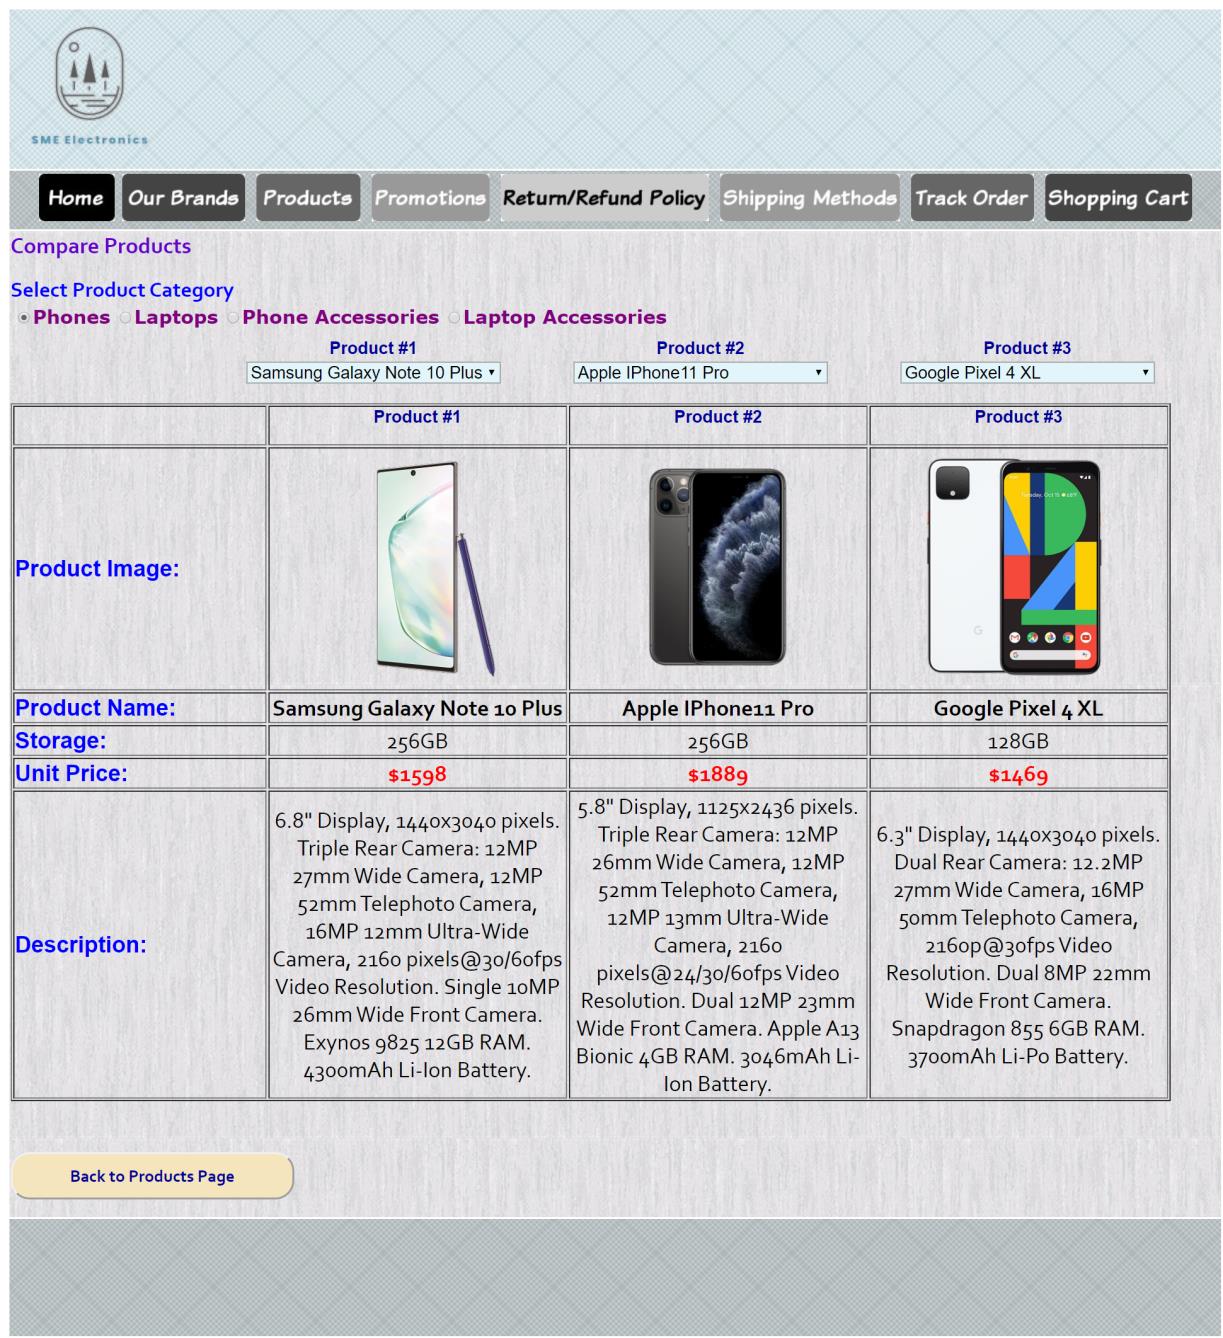 SME Electronics
Home Our Brands Products Promotions Return/Refund Policy Shipping Methods Track Order Shopping Cart
Compare Products
Select Product Category
Phones Laptops Phone Accessories Laptop Accessories
Product #1 Product #2 Product #3
Samsung Galaxy Note 10 Plus Apple IPhone11 Pro Google Pixel 4 XL
Product #1 Product #2 Product #3
Product Image:
Product Name: Samsung Galaxy Note 10 Plus Apple IPhone11 Pro Google Pixel 4 XL
Storage: 256GB 256GB 128GB
Unit Price: $1598 $1889 $1469
Description:
6.8" Display, 1440x3040 pixels.
Triple Rear Camera: 12MP
27mm Wide Camera, 12MP
52mm Telephoto Camera,
16MP 12mm Ultra-Wide
Camera, 2160 pixels@30/60fps
Video Resolution. Single 10MP
26mm Wide Front Camera.
Exynos 9825 12GB RAM.
4300mAh Li-Ion Battery.
5.8" Display, 1125x2436 pixels.
Triple Rear Camera: 12MP
26mm Wide Camera, 12MP
52mm Telephoto Camera,
12MP 13mm Ultra-Wide
Camera, 2160
pixels@24/30/60fps Video
Resolution. Dual 12MP 23mm
Wide Front Camera. Apple A13
Bionic 4GB RAM. 3046mAh Li-
Ion Battery.
6.3" Display, 1440x3040 pixels.
Dual Rear Camera: 12.2MP
27mm Wide Camera, 16MP
50mm Telephoto Camera,
2160p@30fps Video
Resolution. Dual 8MP 22mm
Wide Front Camera.
Snapdragon 855 6GB RAM.
3700mAh Li-Po Battery.
Back to Products Page